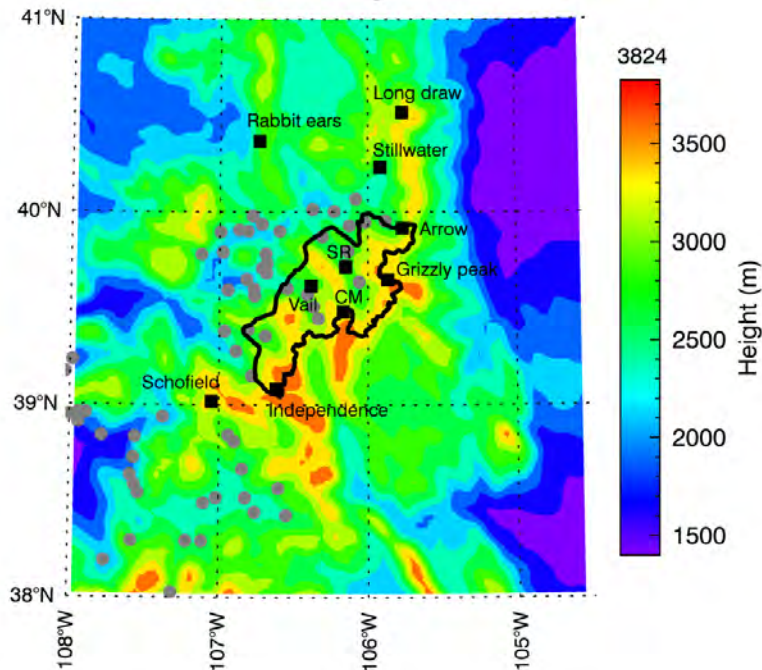 41°N
3824
Long draw
Rabbit ears
3500
Stillwater
40°N
Arrow
3000
SR
Grizzly peak
Vail
CM
2500
Height (m)
Schofield
39°N
Independence
2000
1500
38°N
108°W
107°W
106°W
105°W